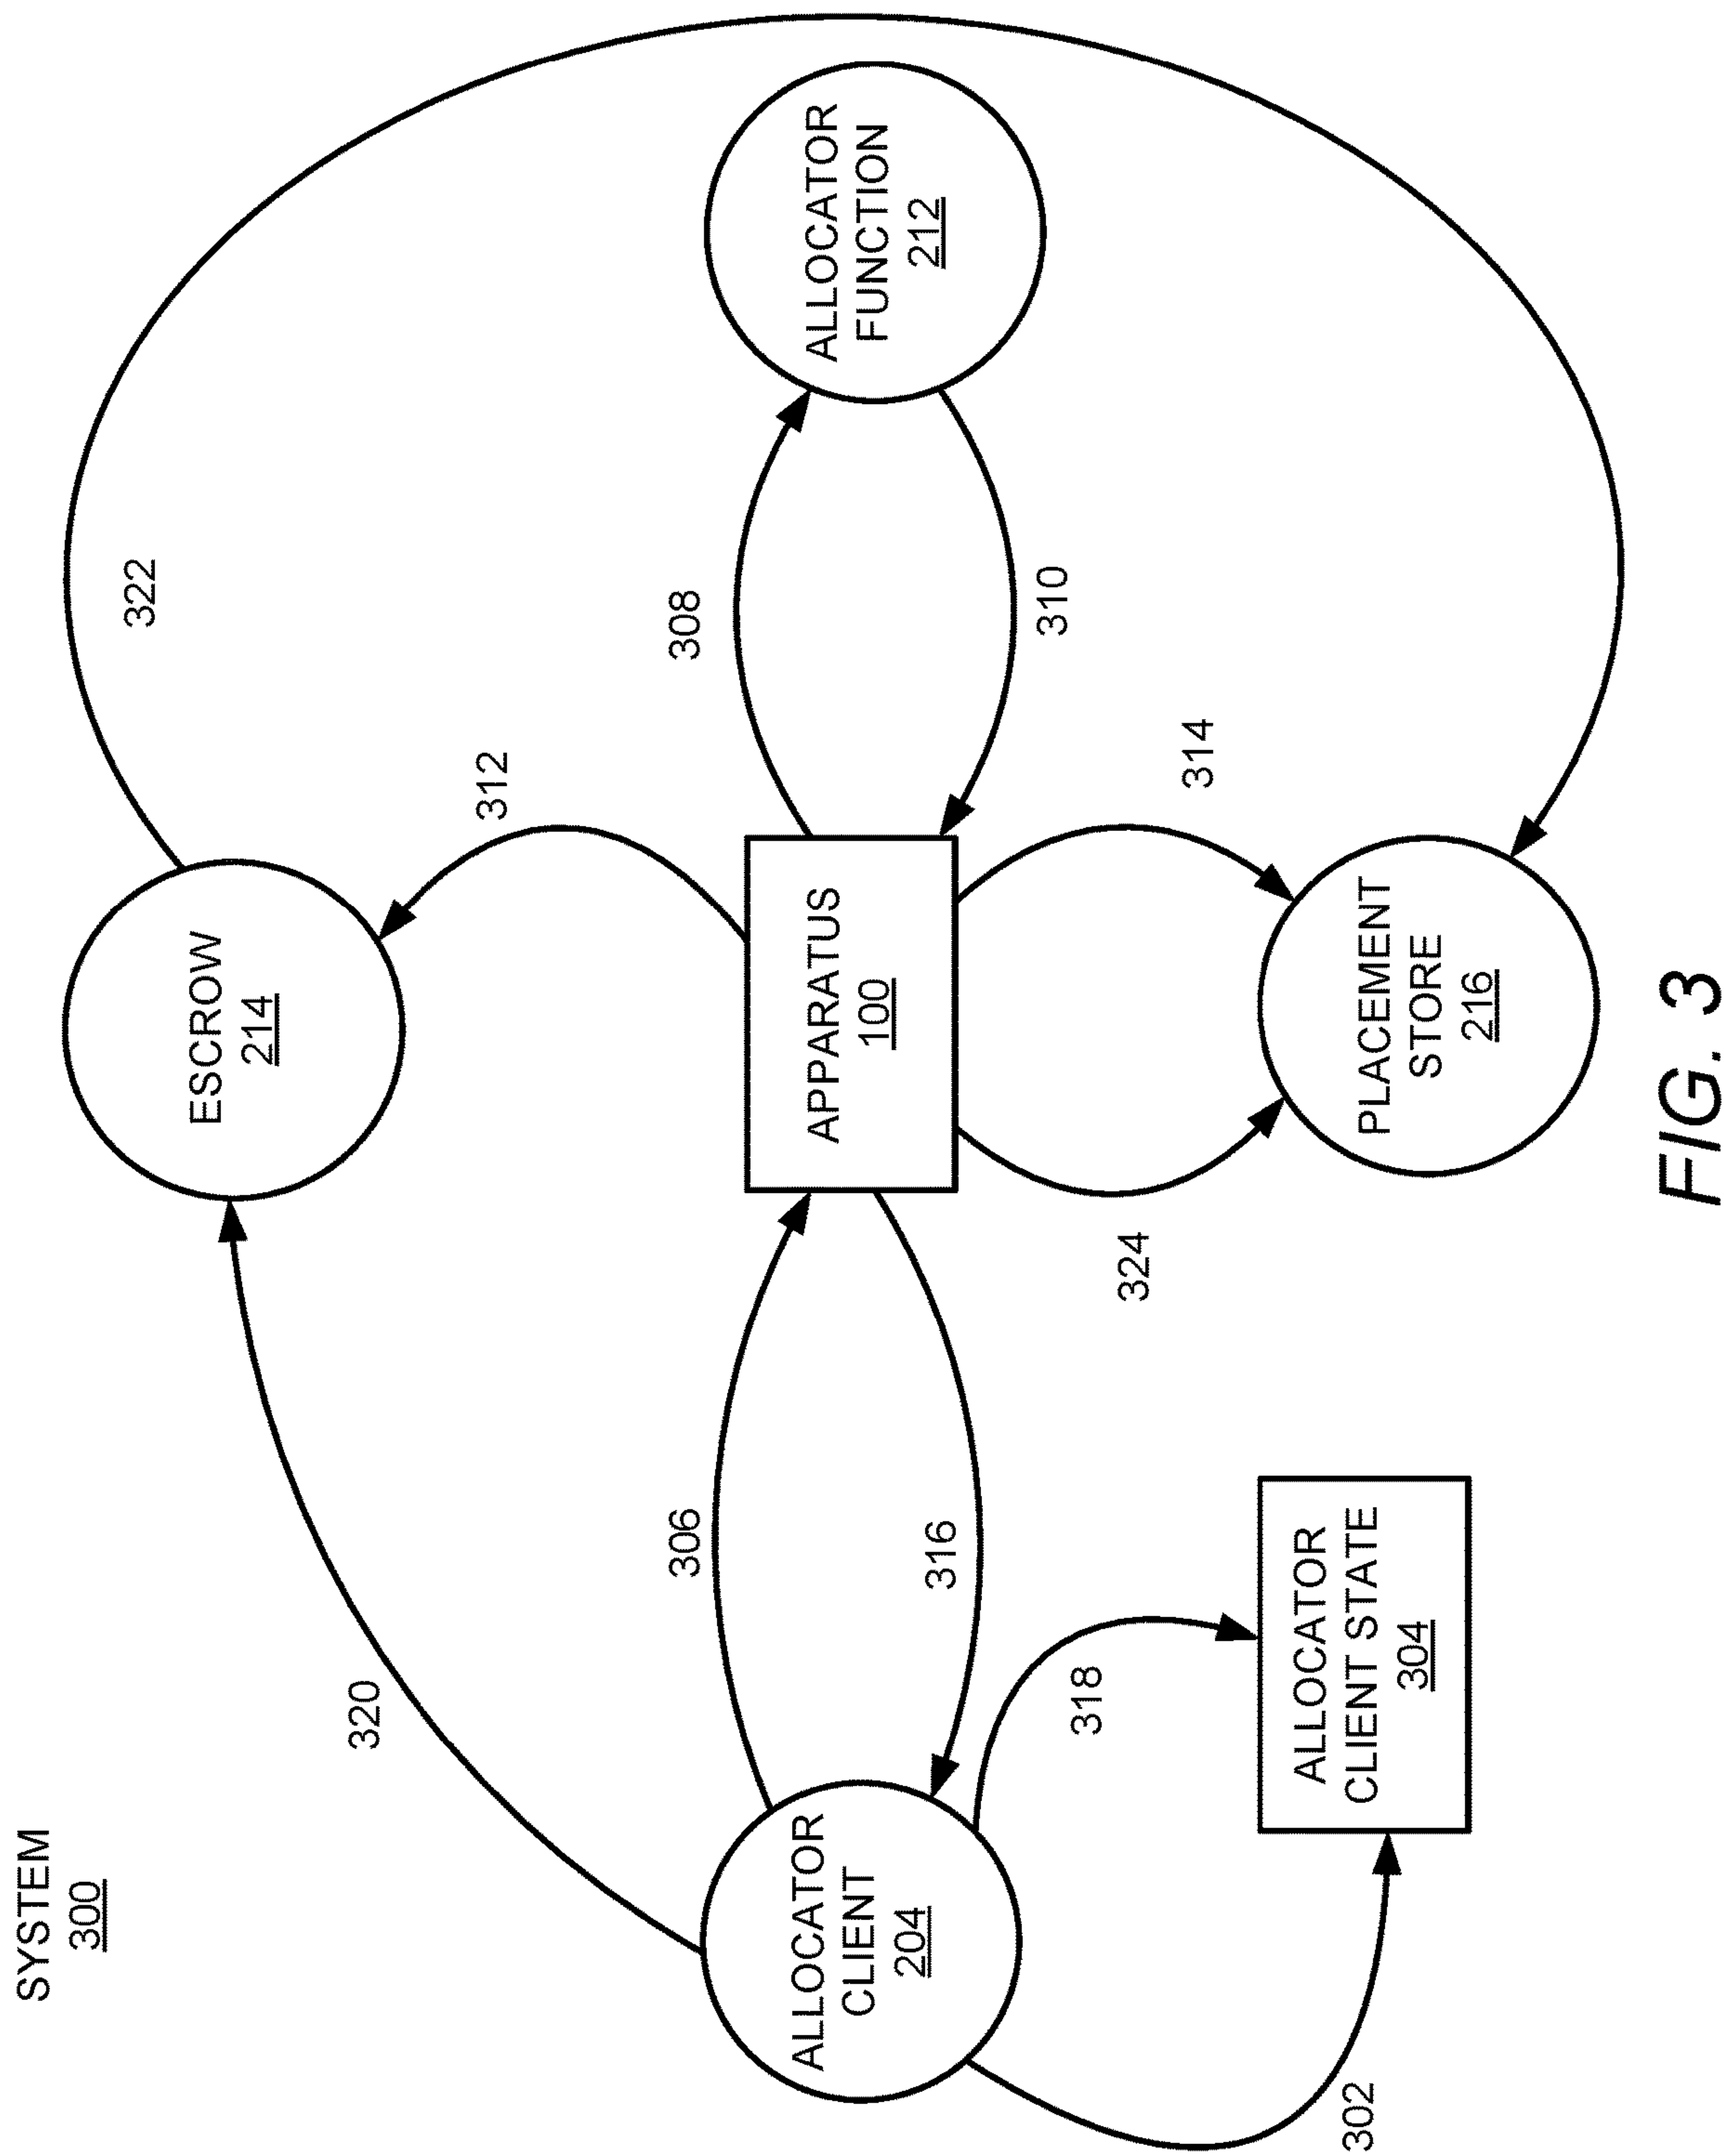 SYSTEM
300
322
ESCROW
214
320
312
308
ALLOCATOR
FUNCTION
212
306
APPARATUS
100
310
ALLOCATOR
CLIENT
204
316
318
324
314
ALLOCATOR
CLIENT STATE
304
PLACEMENT
STORE
216
302
FIG. 3